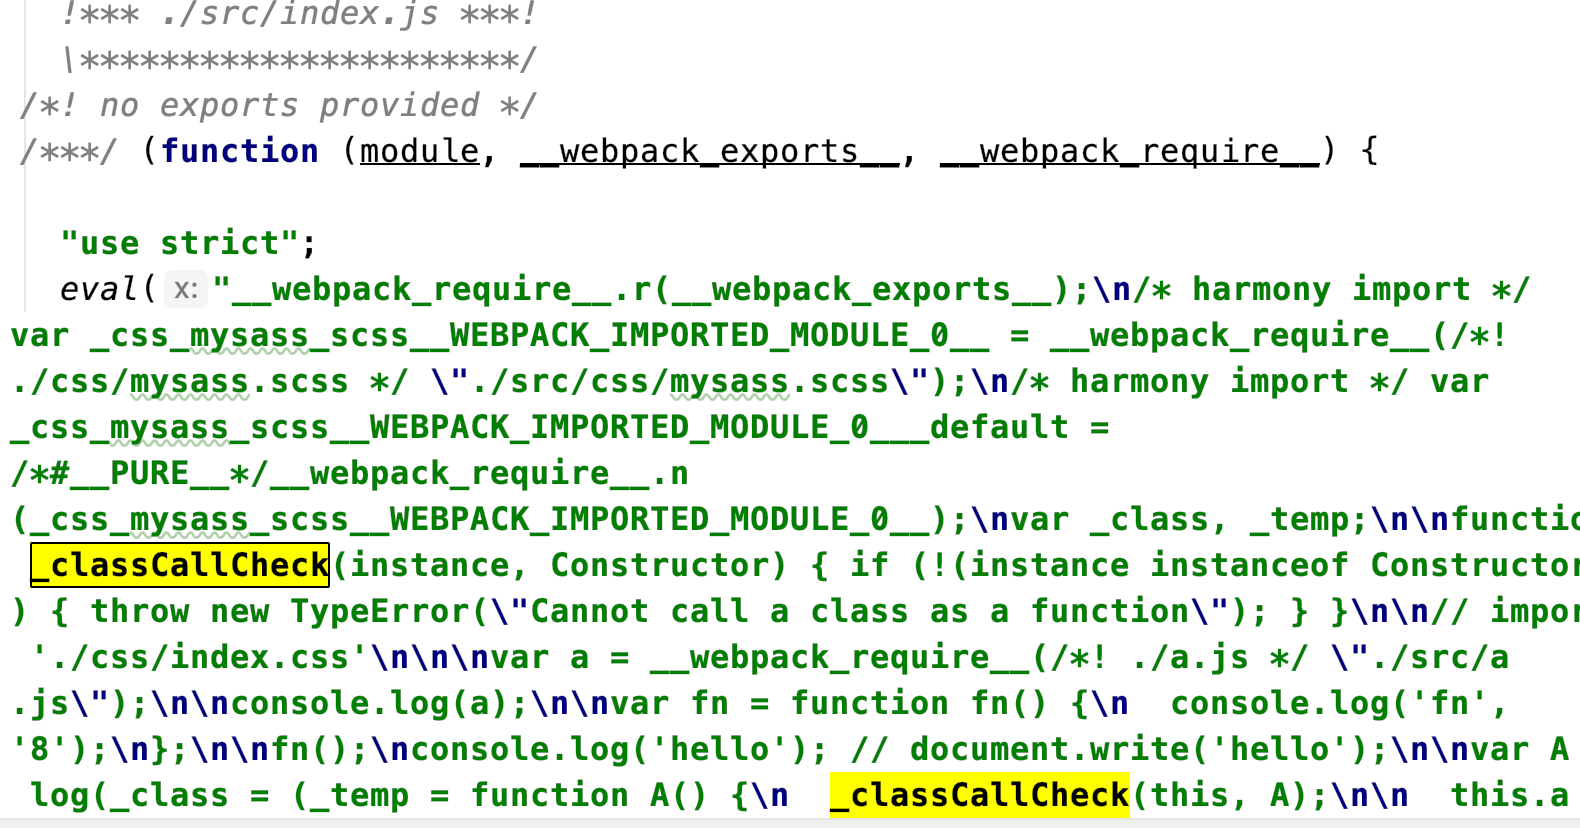 !*** ./src/index.js ***!
\**********************/
/*! no exports provided */
/***/ (function (module, __webpack_exports__, __webpack_require__) {
"use strict";
eval( x: "__webpack_require__.r(__webpack_exports__);\n/* harmony import */
var _css_mysass_scss__WEBPACK_IMPORTED_MODULE_0__ = __webpack_require__(/*!
./css/mysass.scss */ \"./src/css/mysass.scss\");\n/* harmony import */ var
_css_mysass_scss__WEBPACK_IMPORTED_MODULE_0___default =
/*#__PURE__*/__webpack_require__.n
(_css_mysass_scss__WEBPACK_IMPORTED_MODULE_0__);\nvar _class, _temp;\n\nfunctio
_classCallCheck(instance, Constructor) { if (!(instance instanceof Constructor
) { throw new TypeError(\"Cannot call a class as a function\"); } }\n\n// impor
'./css/index.css'\n\n\nvar a = __webpack_require__(/*! ./a.js */ \"./src/a
.js\");\n\nconsole.log(a);\n\nvar fn = function fn() {\n  console.log('fn',
'8');\n};\n\nfn();\nconsole.log('hello'); // document.write('hello');\n\nvar A
log(_class = (_temp = function A() {\n  _classCallCheck(this, A);\n\n  this.a